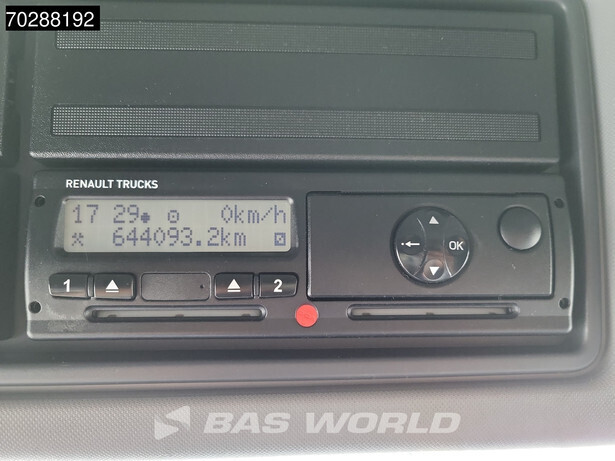 70288192
RENAULT TRUCKS
17 29 0km/h
644093.2km
OK
1 2
BAS WORLD